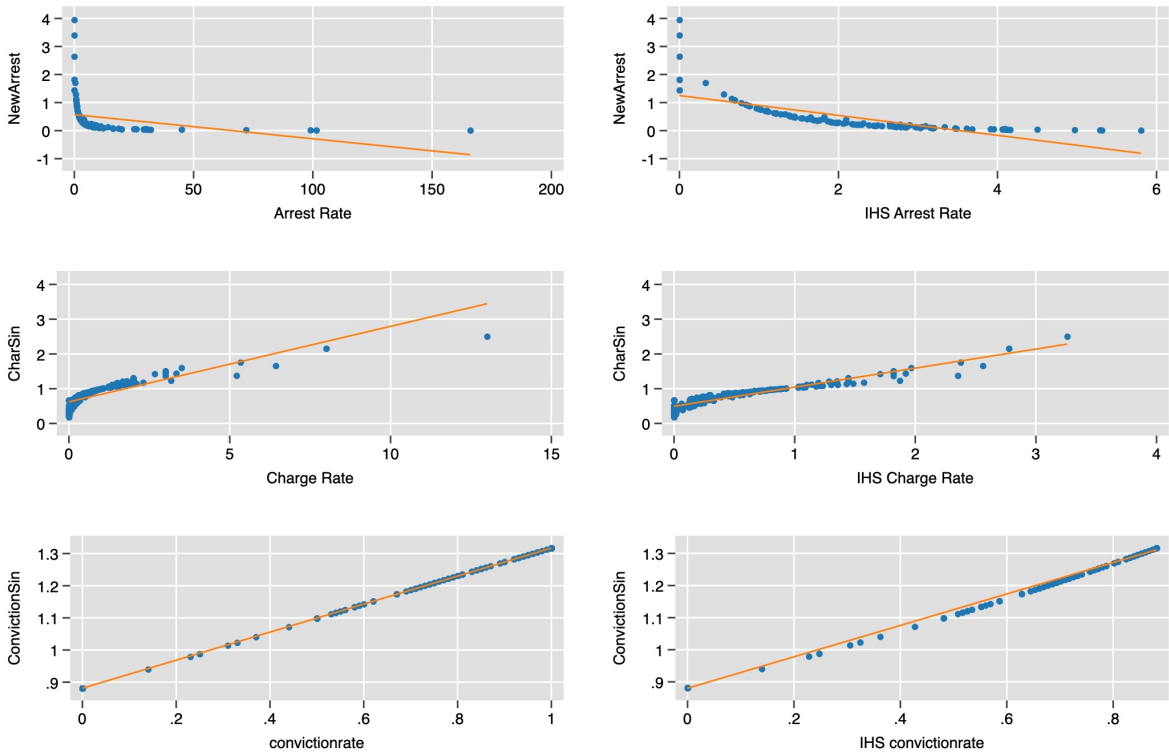 NewArrest
4
3
2
1
0
-1
0 50 100 150 200
Arrest Rate
NewArrest
4
3
2
1
0
-1
0 2 4 6
IHS Arrest Rate
CharSin
4
3
2
1
0
0 5 10 15
Charge Rate
CharSin
4
3
2
1
0
0 1 2 3 4
IHS Charge Rate
ConvictionSin
1.3
1.2
1.1
1
.9
0 .2 .4 .6 .8 1
convictionrate
ConvictionSin
1.3
1.2
1.1
1
.9
0 .2 .4 .6 .8
IHS convictionrate